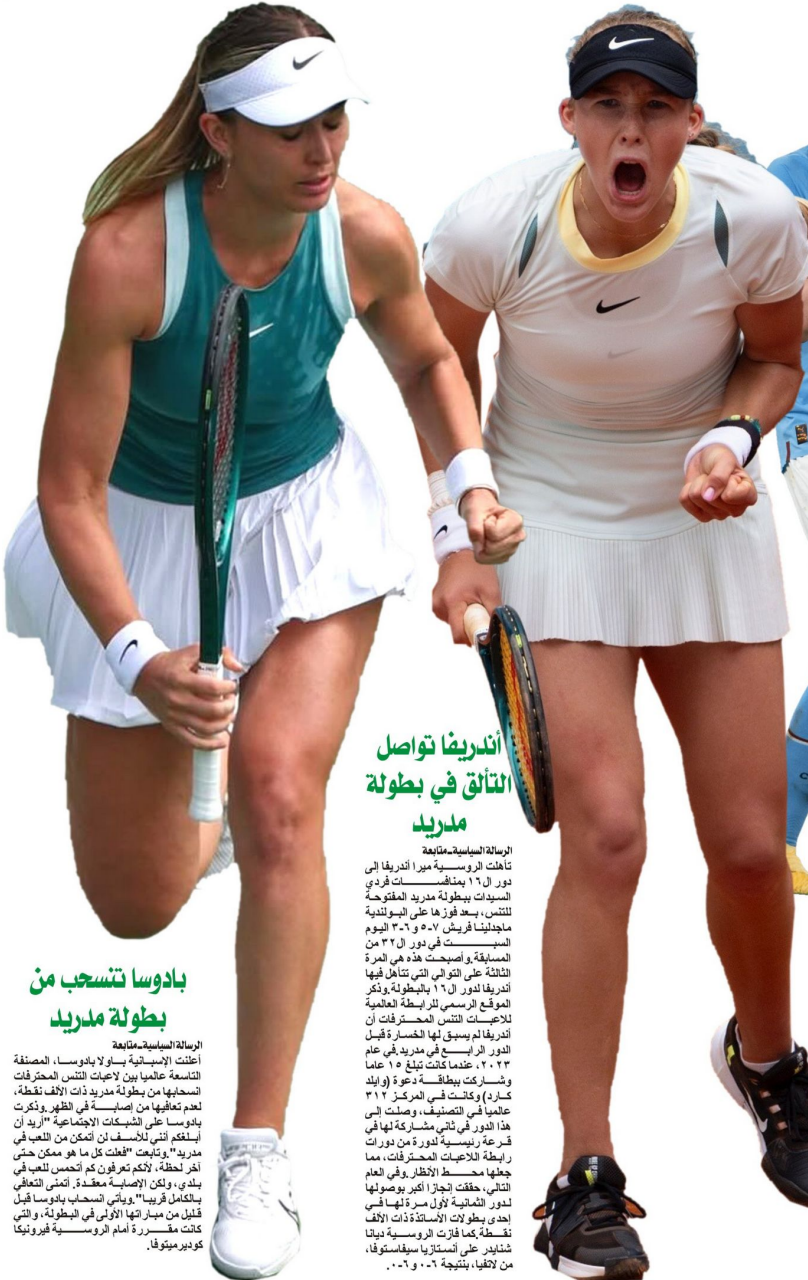 أندريفا تواصل
التألق في بطولة
مدريد
الرسالة السياسية-متابعة
تأهلت الروسية ميرا أندريفا إلى
دور ال١٦ بمنافسات فردي
السيدات ببطولة مدريد المفتوحة
للتنس، بعد فوزها على البولندية
ماجدلينا فريش ٧-٥ و٦-٣ اليوم
السبت في دور ال٣٢ من
المسابقة.وأصبحت هذه هي المرة
الثالثة على التوالي التي تتأهل فيها
أندريفا لدور ال١٦ بالبطولة.وذكر
الموقع الرسمي للرابطة العالمية
للاعبات التنس المحترفات أن
أندريفا لم يسبق لها الخسارة قبل
الدور الرابع في مدريد.في عام
٢٠٢٣، عندما كانت تبلغ ١٥ عاما
وشاركت ببطاقة دعوة (وايلد
كارد) وكانت في المركز ٣١٢
عالميا في التصنيف، وصلت إلى
هذا الدور في ثاني مشاركة لها في
قرعة رئيسية لدورة من دورات
رابطة اللاعبات المحترفات، مما
جعلها محط الأنظار.وفي العام
التالي، حققت إنجازا أكبر بوصولها
لدور الثمانية لأول مرة لها في
إحدى بطولات الأساتذة ذات الألف
نقطة.كما فازت الروسية ديانا
شنايدر على أنستازيا سيفاستوفا،
من لاتفيا، بنتيجة ٦-٠ و٦-٠.
بادوسا تنسحب من
بطولة مدريد
الرسالة السياسية-متابعة
أعلنت الإسبانية باولا بادوسا، المصنفة
التاسعة عالميا بين لاعبات التنس المحترفات
انسحابها من بطولة مدريد ذات الألف نقطة،
لعدم تعافيها من إصابة في الظهر.وذكرت
بادوسا على الشبكات الاجتماعية "أريد أن
أبلغكم أنني للأسف لن أتمكن من اللعب في
مدريد".وتابعت "فعلت كل ما هو ممكن حتى
آخر لحظة، لأنكم تعرفون كم أتحمس للعب في
بلدي، ولكن الإصابة معقدة. أتمنى التعافي
بالكامل قريبا".ويأتي انسحاب بادوسا قبل
قليل من مباراتها الأولى في البطولة، والتي
كانت مقررة أمام الروسية فيرونيكا
كوديرميتوفا.